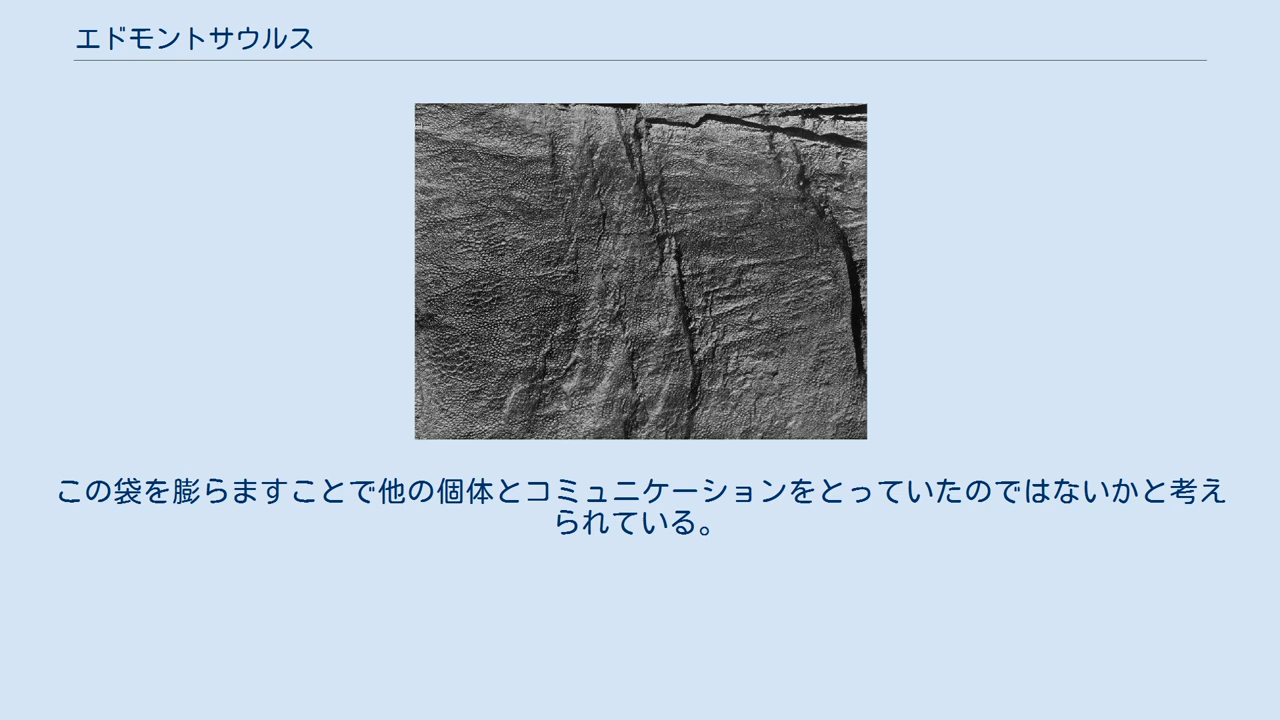 エドモントサウルス
この袋を膨らますことで他の個体とコミュニケーションをとっていたのではないかと考え
られている。